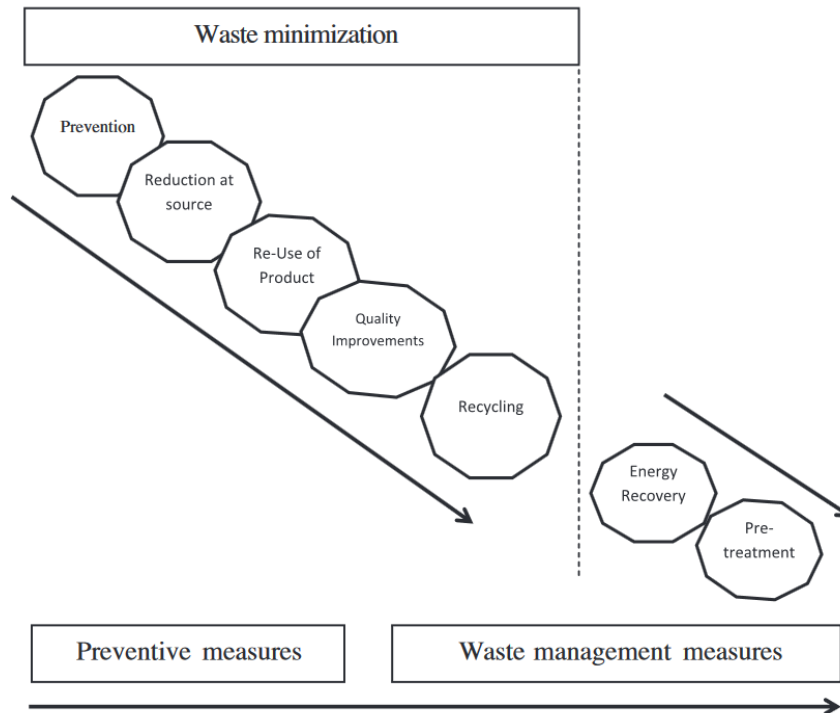 Waste minimization
Prevention
Reduction at
source
Re-Use of
Product
Quality
Improvements
Recycling
Energy
Recovery
Pre-
treatment
Preventive measures
Waste management measures